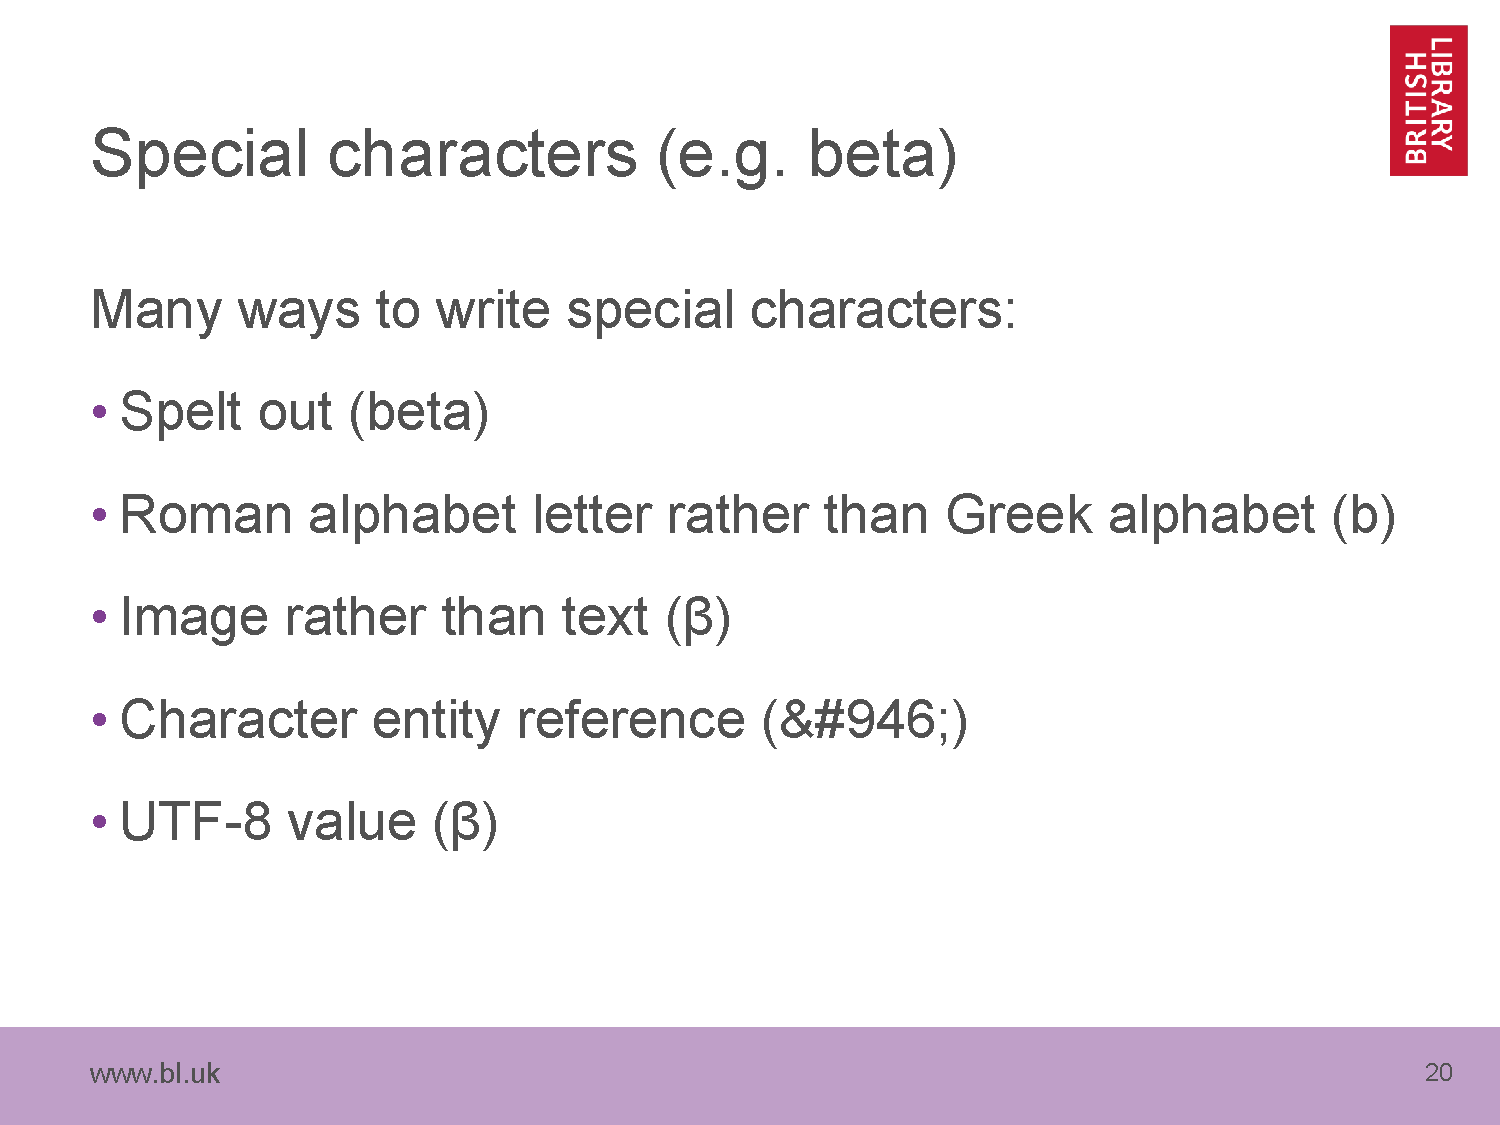 BRITISH
LIBRARY
Special characters (e.g. beta)
Many ways to write special characters:
• Spelt out (beta)
• Roman alphabet letter rather than Greek alphabet (b)
• Image rather than text (β)
• Character entity reference (&#946;)
• UTF-8 value (β)
www.bl.uk
20